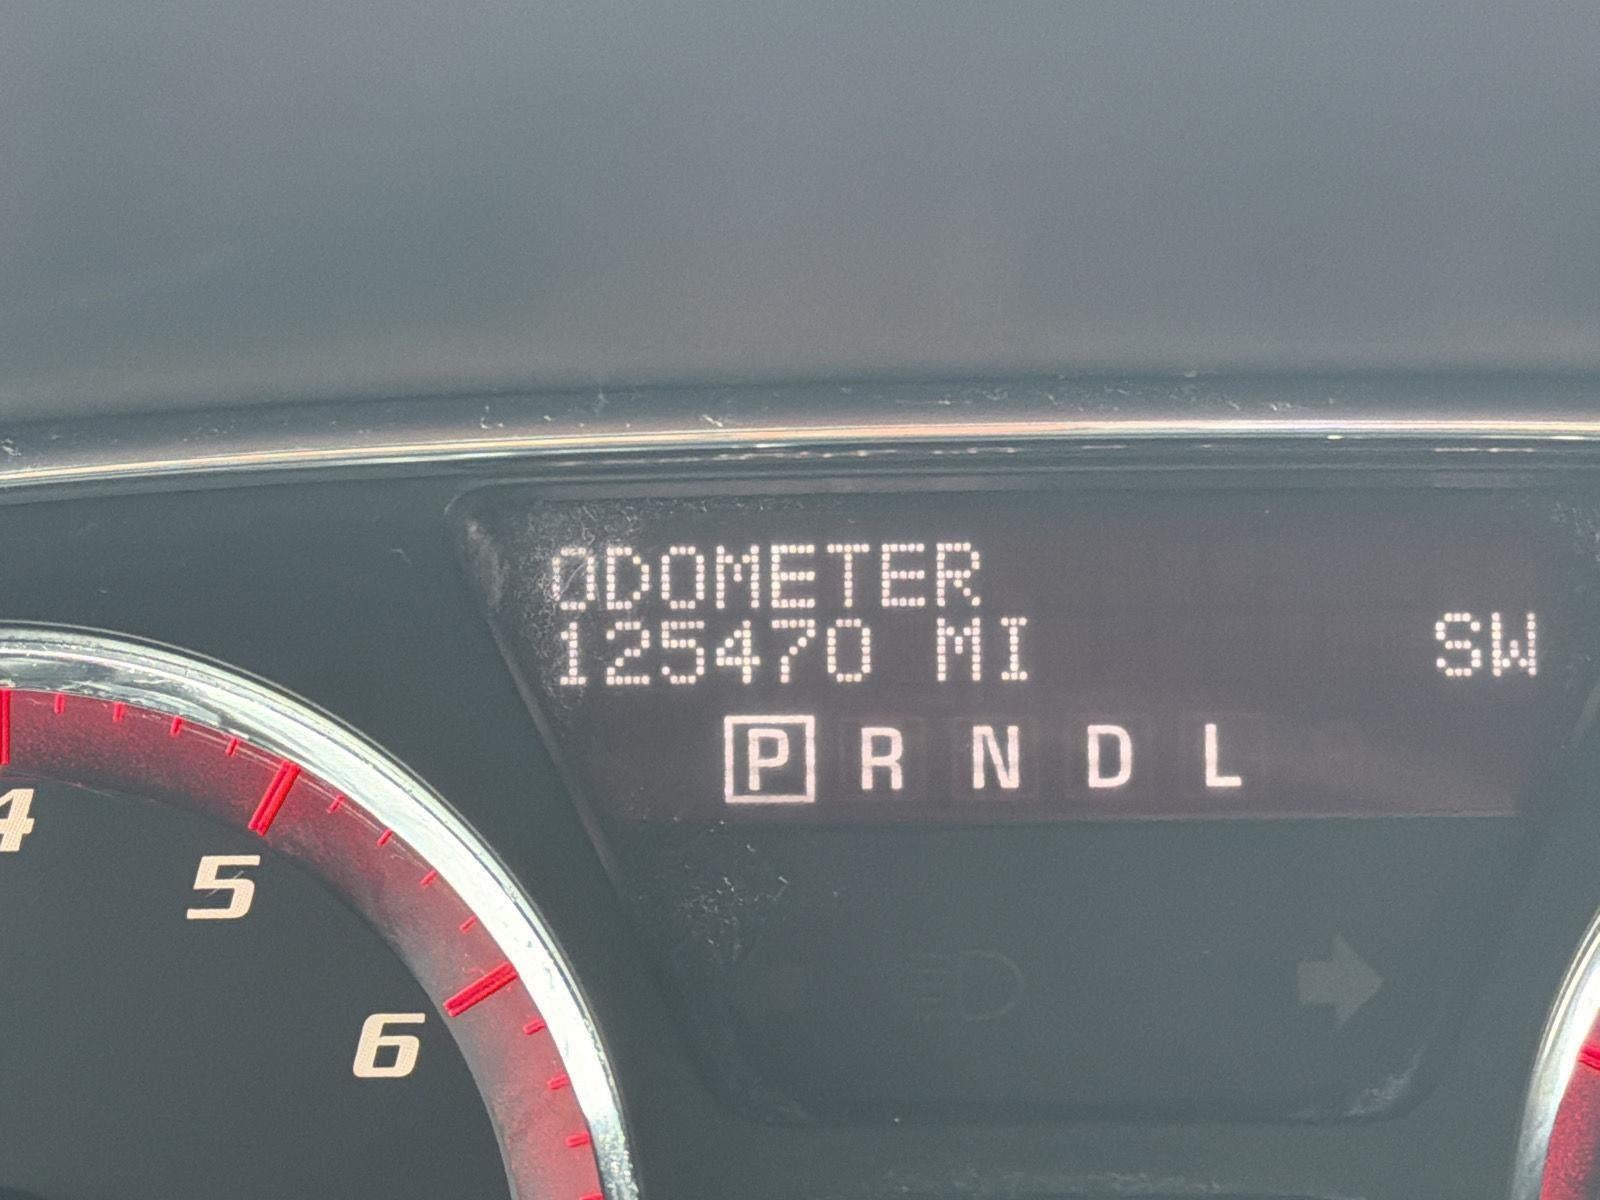 ODOMETER
125470 MI SW
P R N D L
4
5
6